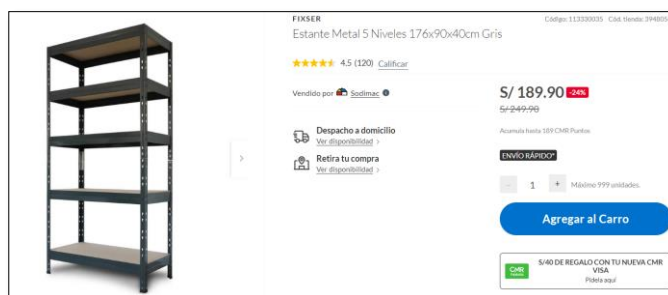 FIXSER
Código: 113330035 Cód. tienda: 394805
Estante Metal 5 Niveles 176x90x40cm Gris
4.5 (120) Calificar
Vendido por Sodimac
S/ 189.90 -24%
S/ 249.90
Acumula hasta 189 CMR Puntos
Despacho a domicilio
Ver disponibilidad >
Retira tu compra
Ver disponibilidad >
ENVÍO RÁPIDO*
- 1 + Máximo 999 unidades.
Agregar al Carro
CMR
S/40 DE REGALO CON TU NUEVA CMR
VISA
Pídela aquí